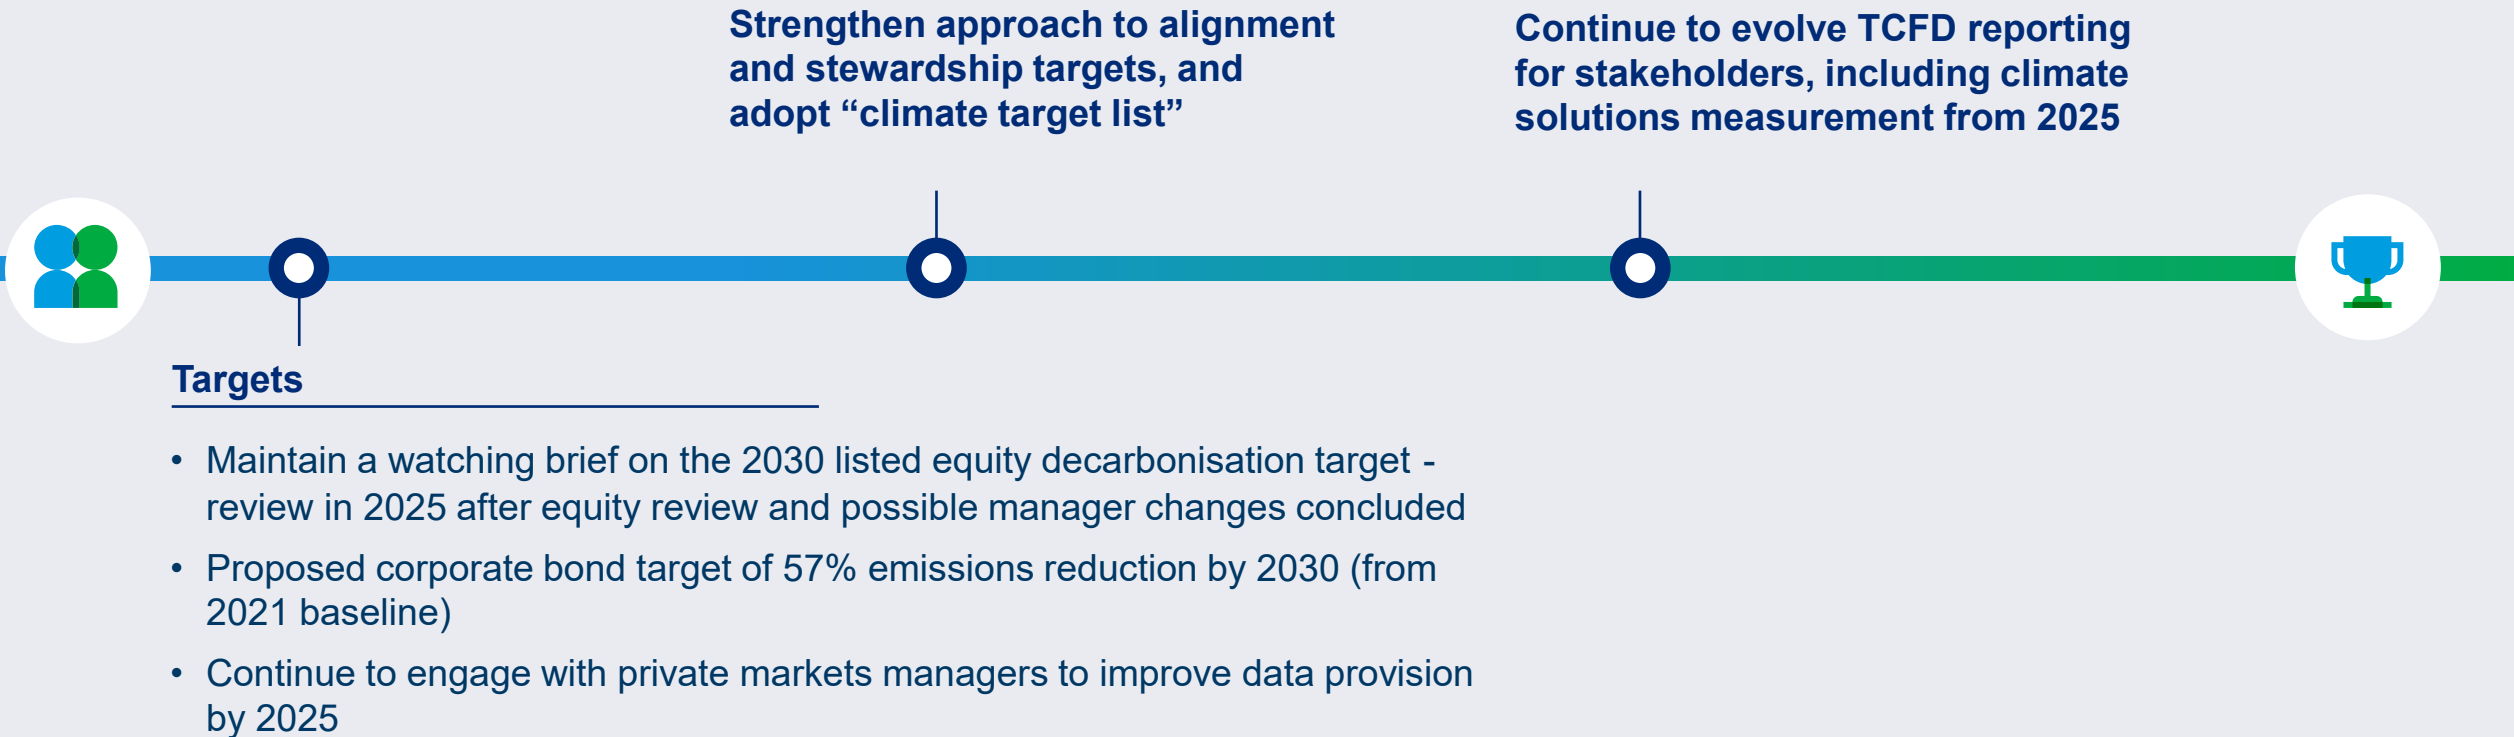 Strengthen approach to alignment
and stewardship targets, and
adopt “climate target list”
Continue to evolve TCFD reporting
for stakeholders, including climate
solutions measurement from 2025
Targets
• Maintain a watching brief on the 2030 listed equity decarbonisation target -
review in 2025 after equity review and possible manager changes concluded
• Proposed corporate bond target of 57% emissions reduction by 2030 (from
2021 baseline)
• Continue to engage with private markets managers to improve data provision
by 2025